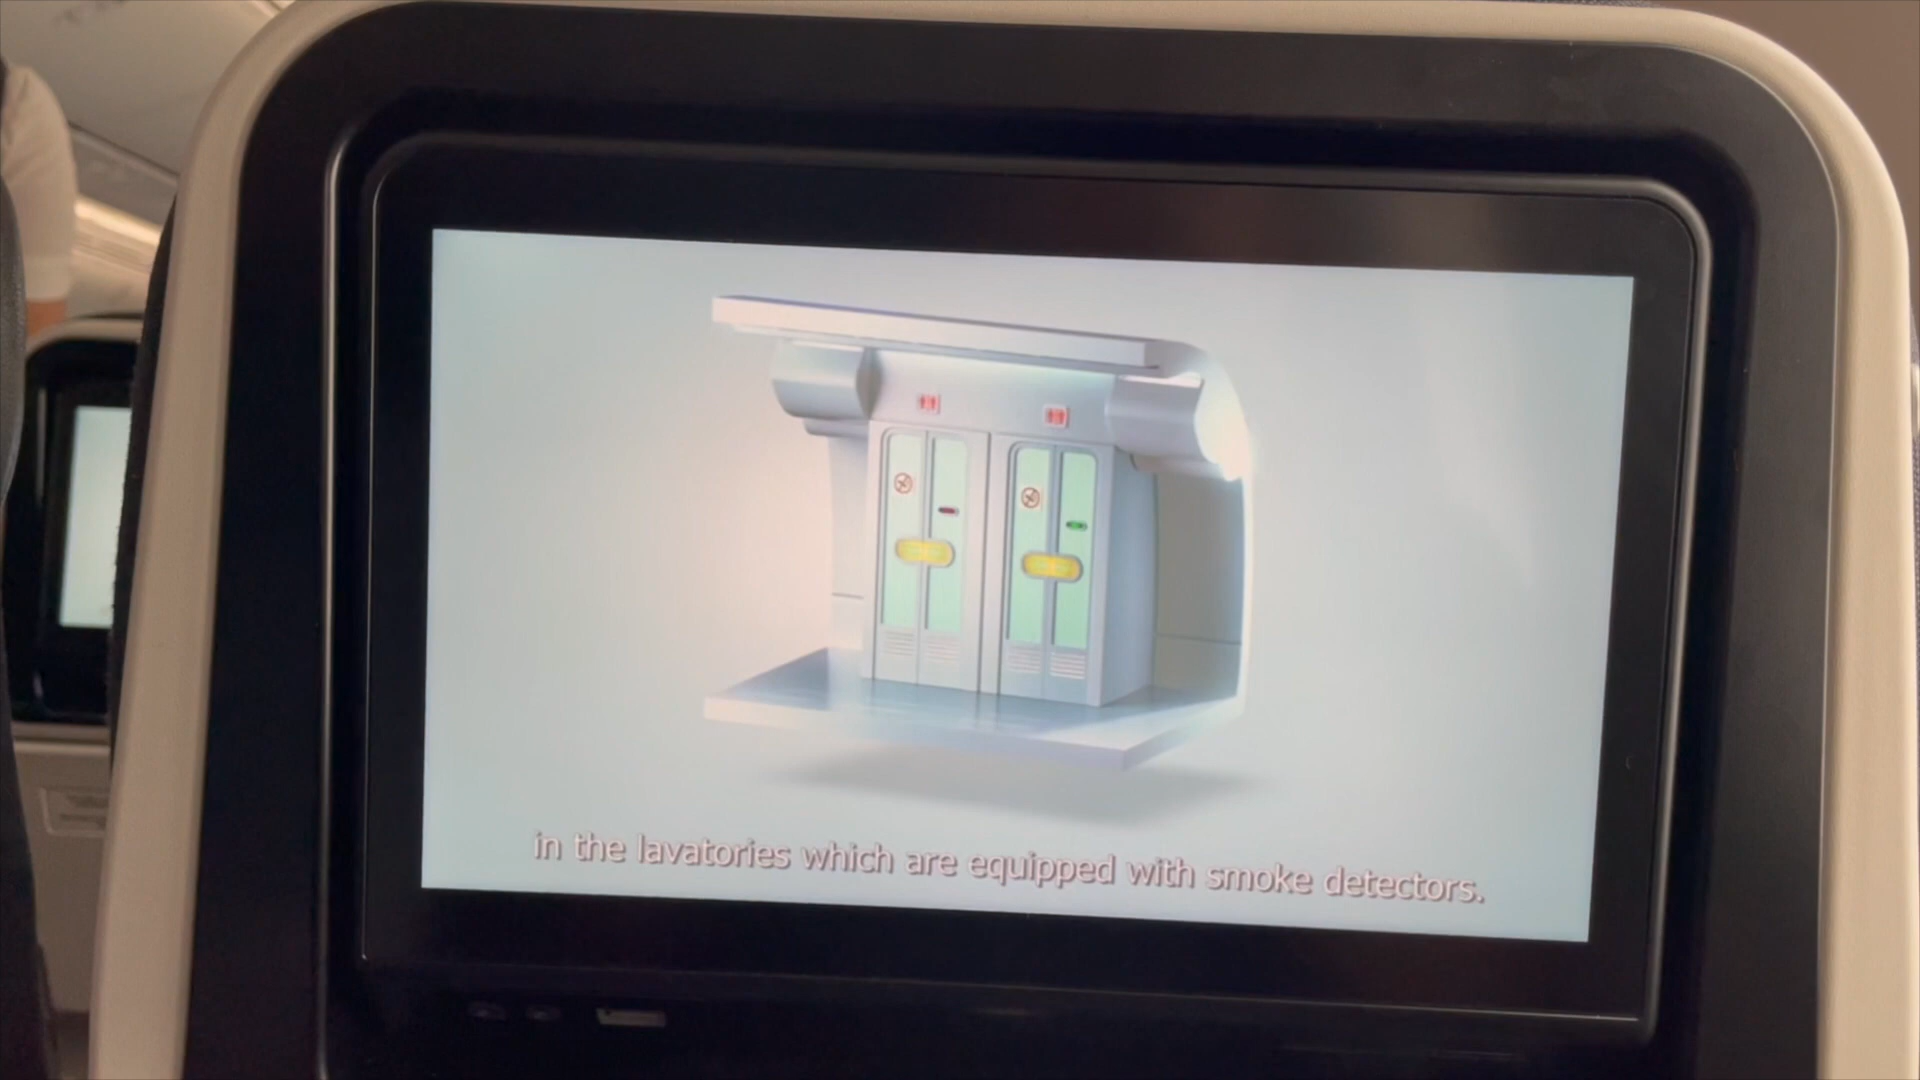 in the lavatories which are equipped with smoke detectors.